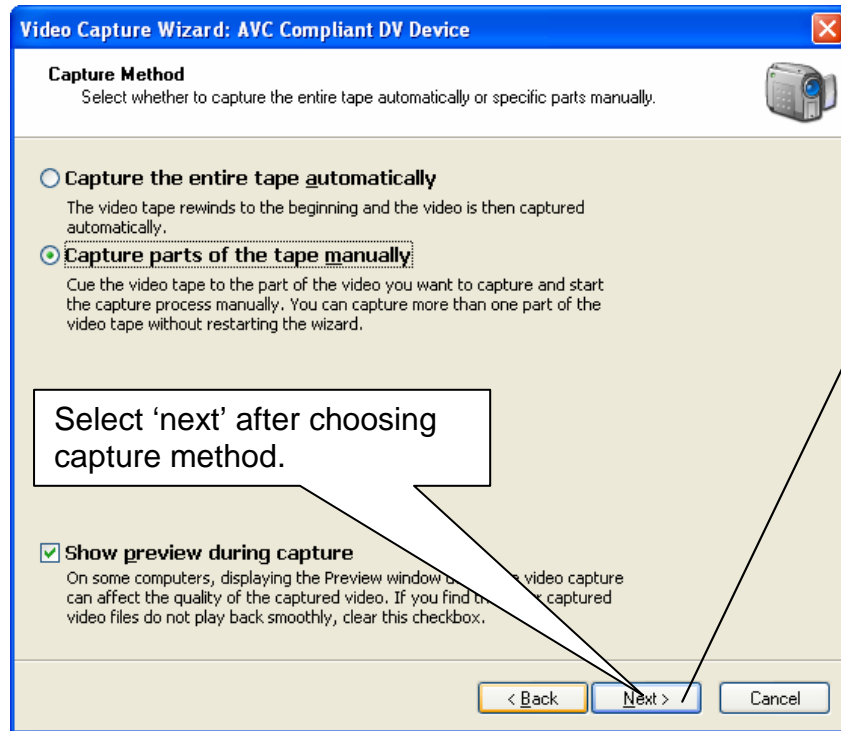 Video Capture Wizard: AVC Compliant DV Device
Capture Method
Select whether to capture the entire tape automatically or specific parts manually.
Capture the entire tape automatically
The video tape rewinds to the beginning and the video is then captured
automatically.
Capture parts of the tape manually
Cue the video tape to the part of the video you want to capture and start
the capture process manually. You can capture more than one part of the
video tape without restarting the wizard.
Select ‘next’ after choosing
capture method.
Show preview during capture
On some computers, displaying the Preview window video capture
can affect the quality of the captured video. If you find captured
video files do not play back smoothly, clear this checkbox.
< Back
Next >
Cancel